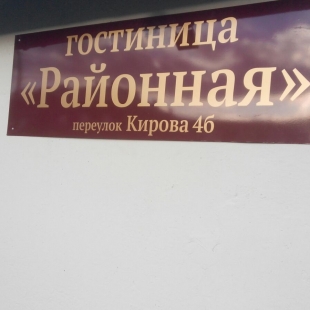 гостиница
«Районная»
переулок Кирова 4б